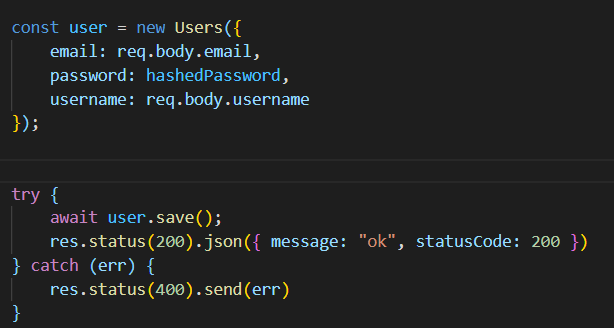 const user = new Users({
    email: req.body.email,
    password: hashedPassword,
    username: req.body.username
});
try {
    await user.save();
    res.status(200).json({ message: "ok", statusCode: 200 })
} catch (err) {
    res.status(400).send(err)
}